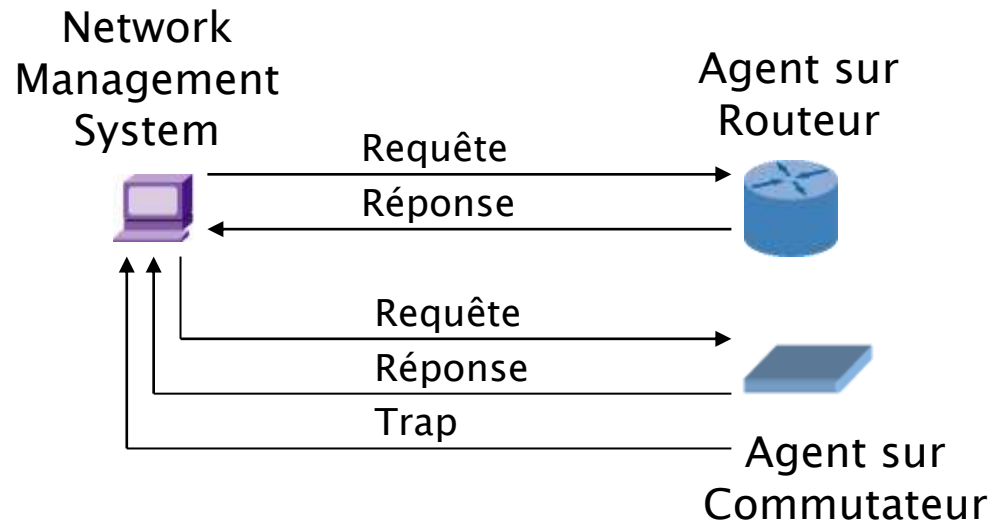 Network
Management
System
Agent sur
Routeur
Requête
Réponse
Requête
Réponse
Trap
Agent sur
Commutateur